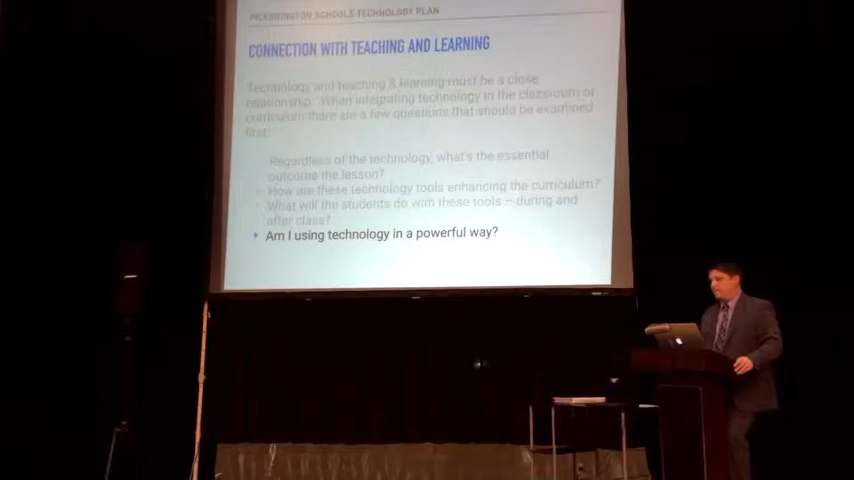 PICKERINGTON SCHOOLS TECHNOLOGY PLAN
CONNECTION WITH TEACHING AND LEARNING
Technology and teaching & learning must be a close
relationship. When integrating technology in the classroom or
curriculum there are a few questions that should be examined
first:
Regardless of the technology, what's the essential
outcome the lesson?
How are these technology tools enhancing the curriculum?
What will the students do with these tools – during and
after class?
Am I using technology in a powerful way?